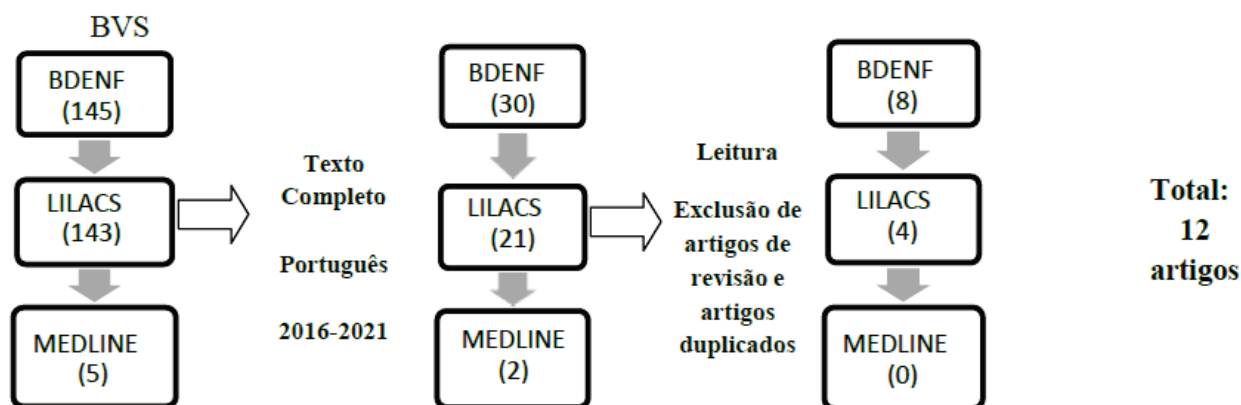 BVS
BDENF
(145)
LILACS
(143)
MEDLINE
(5)
Texto
Completo
Português
2016-2021
BDENF
(30)
LILACS
(21)
MEDLINE
(2)
Leitura
Exclusão de
artigos de
revisão e
artigos
duplicados
BDENF
(8)
LILACS
(4)
MEDLINE
(0)
Total:
12
artigos